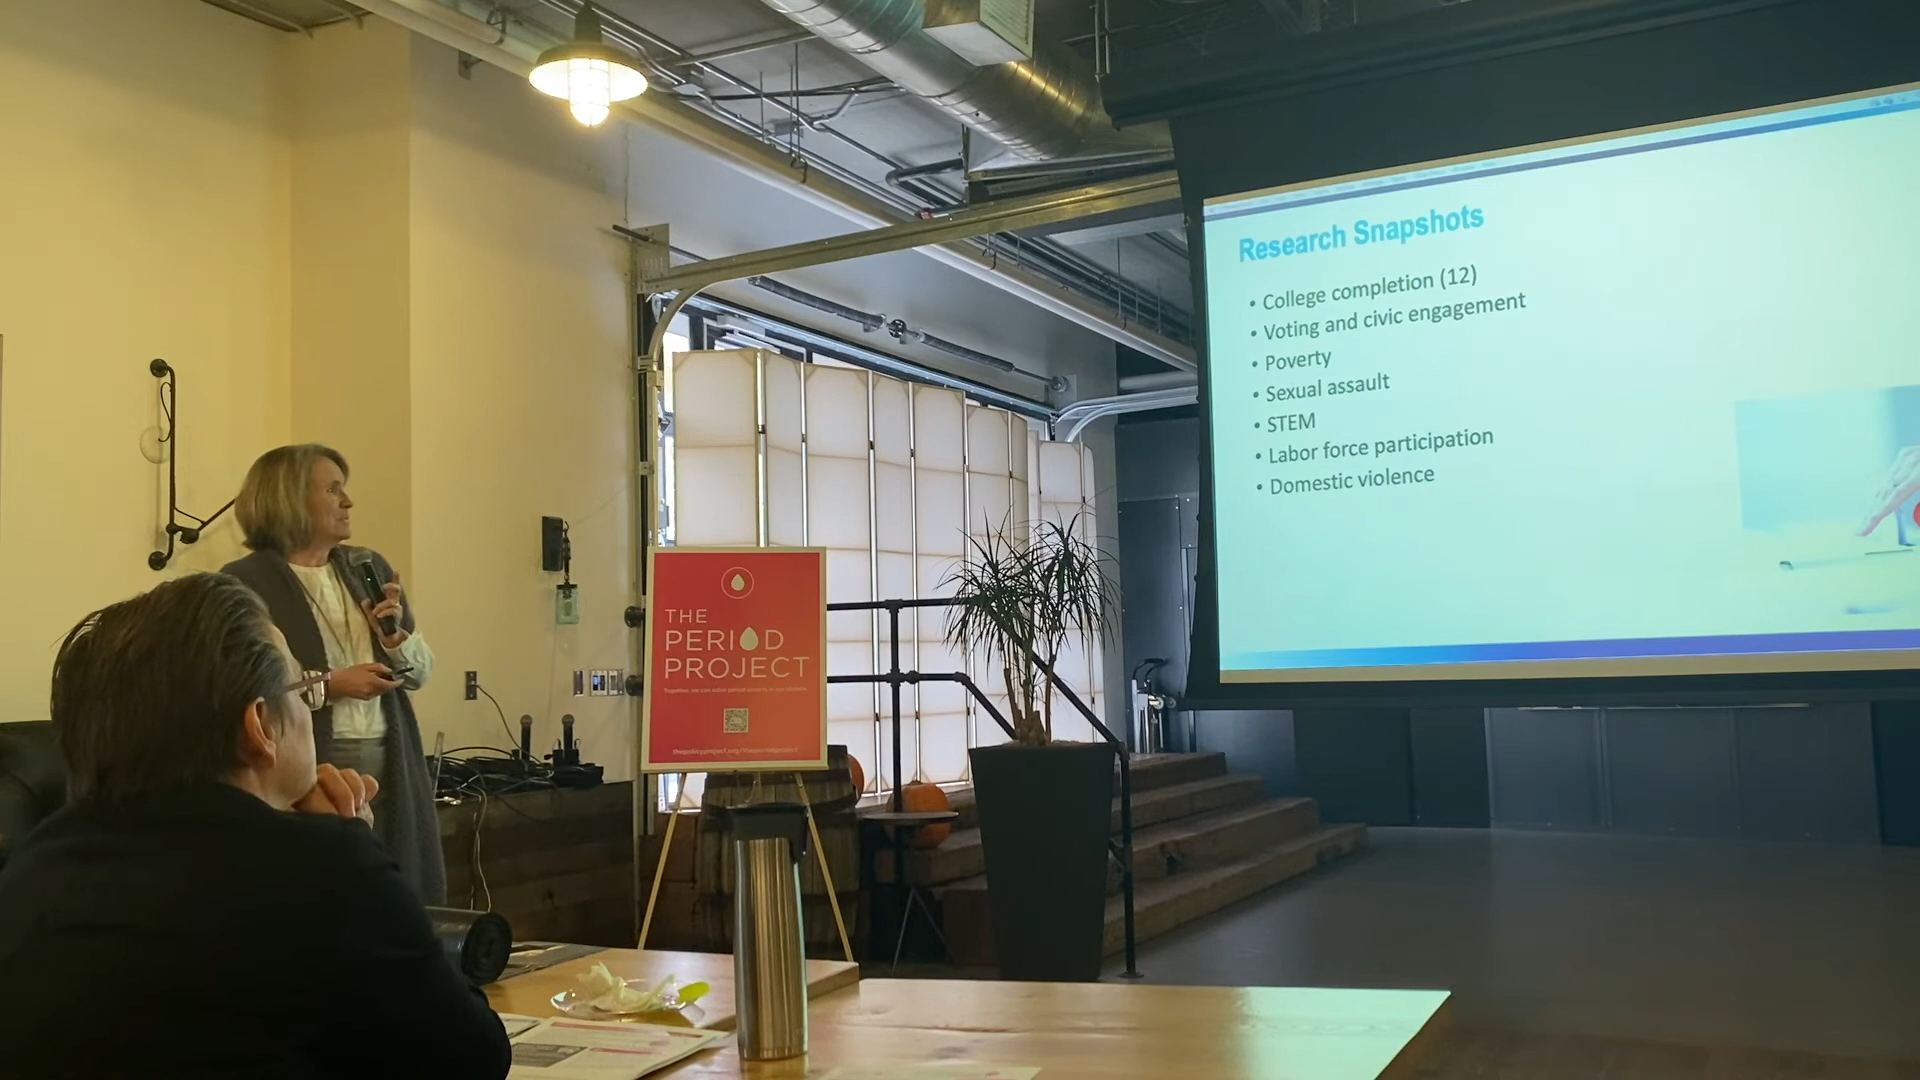 Research Snapshots
• College completion (12)
• Voting and civic engagement
• Poverty
• Sexual assault
• STEM
• Labor force participation
• Domestic violence
THE
PERIOD
PROJECT